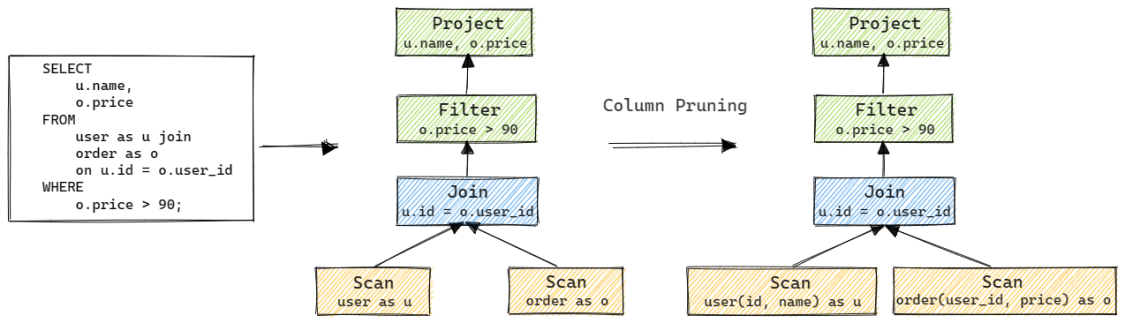 SELECT
u.name,
o.price
FROM
user as u join
order as o
on u.id = o.user_id
WHERE
o.price > 90;
Project
u.name, o.price
Filter
o.price > 90
Join
u.id = o.user_id
Scan
user as u
Scan
order as o
Column Pruning
Project
u.name, o.price
Filter
o.price > 90
Join
u.id = o.user_id
Scan
user(id, name) as u
Scan
order(user_id, price) as o